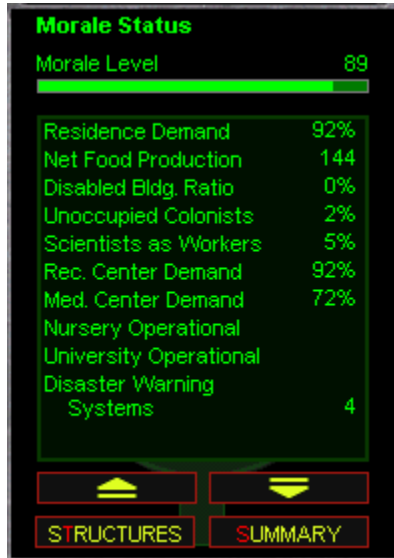 Morale Status
Morale Level 89
Residence Demand 92%
Net Food Production 144
Disabled Bldg. Ratio 0%
Unoccupied Colonists 2%
Scientists as Workers 5%
Rec. Center Demand 92%
Med. Center Demand 72%
Nursery Operational
University Operational
Disaster Warning
Systems 4
STRUCTURES SUMMARY